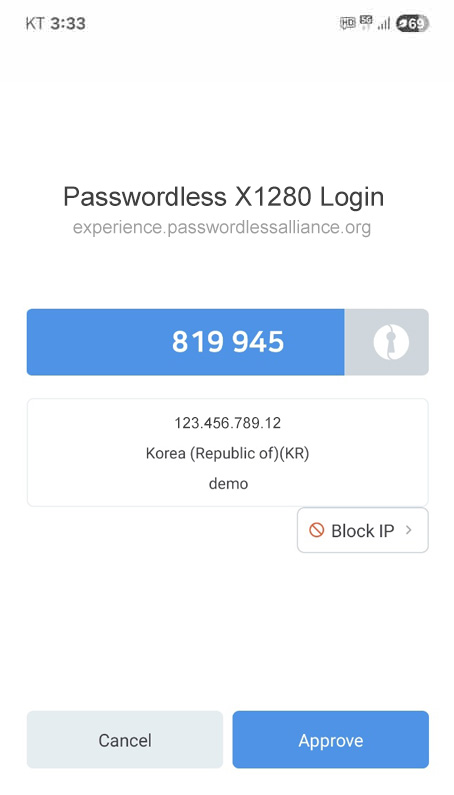 KT 3:33 HD 5G 69
Passwordless X1280 Login
experience.passwordlessalliance.org
819 945
123.456.789.12
Korea (Republic of)(KR)
demo
Block IP
Cancel Approve